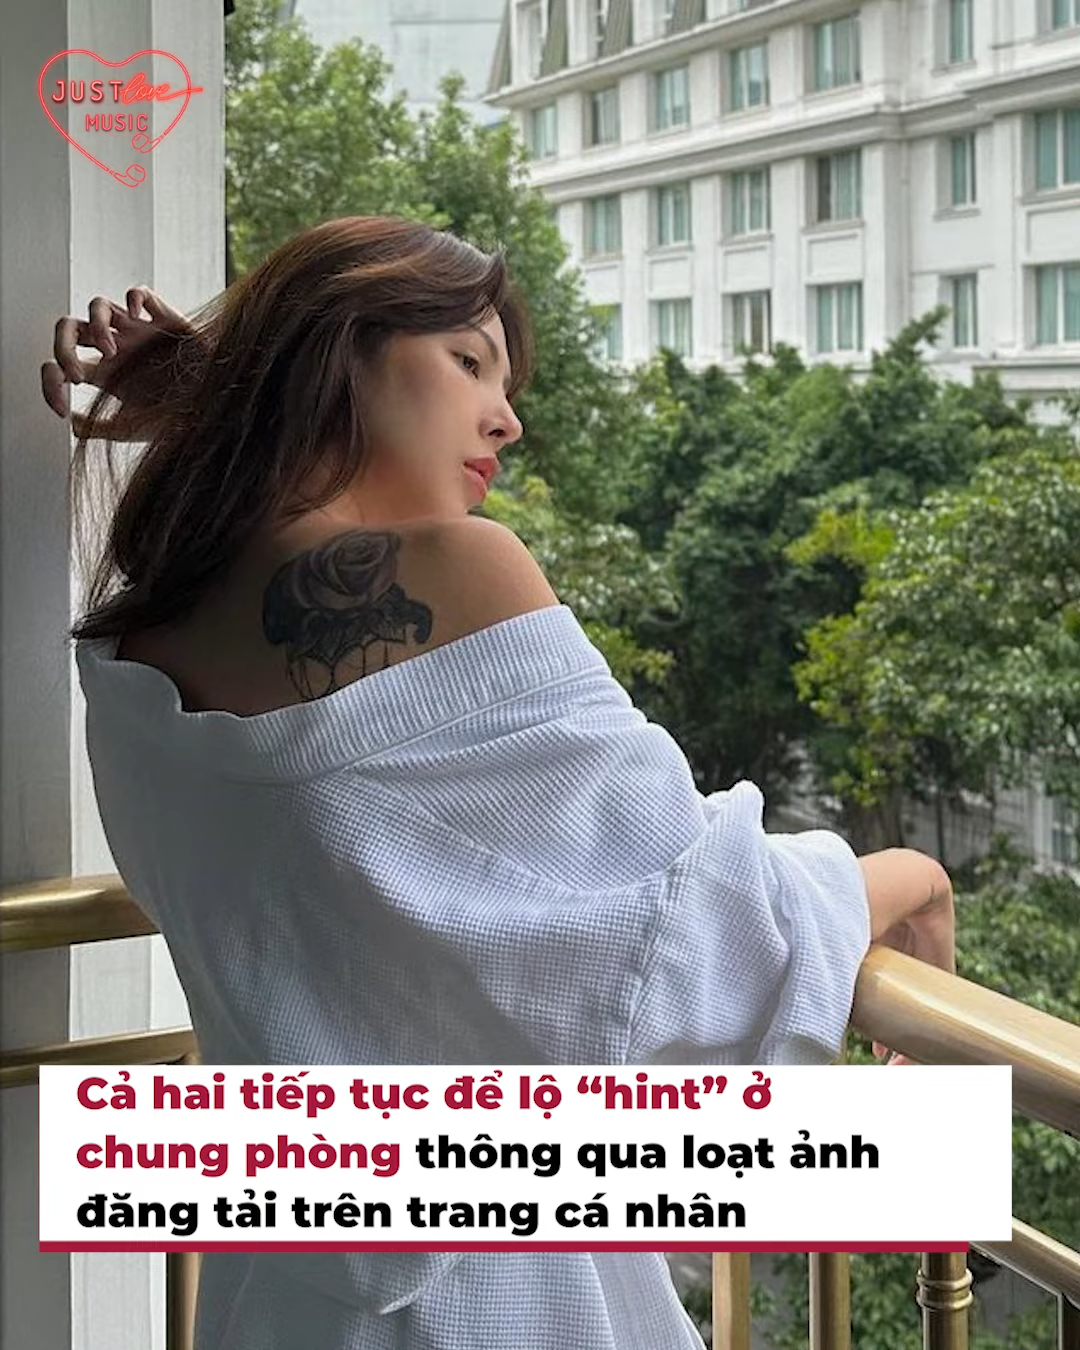 JUST love
MUSIC
Cả hai tiếp tục để lộ “hint” ở
chung phòng thông qua loạt ảnh
đăng tải trên trang cá nhân